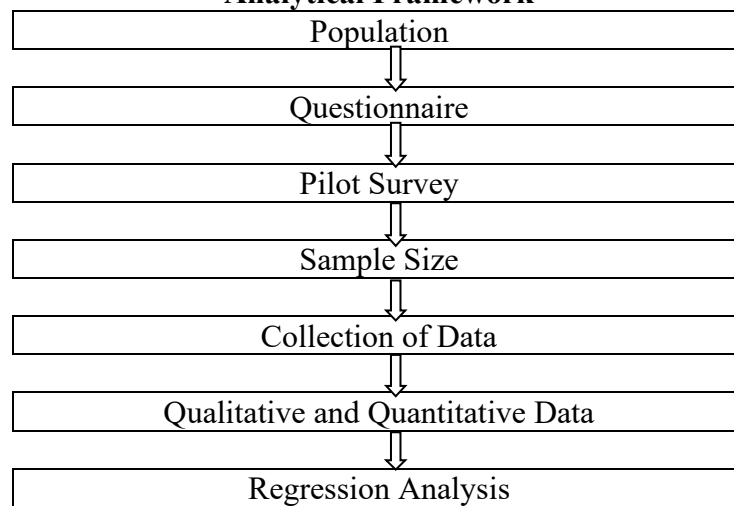 Analytical Framework
Population
Questionnaire
Pilot Survey
Sample Size
Collection of Data
Qualitative and Quantitative Data
Regression Analysis